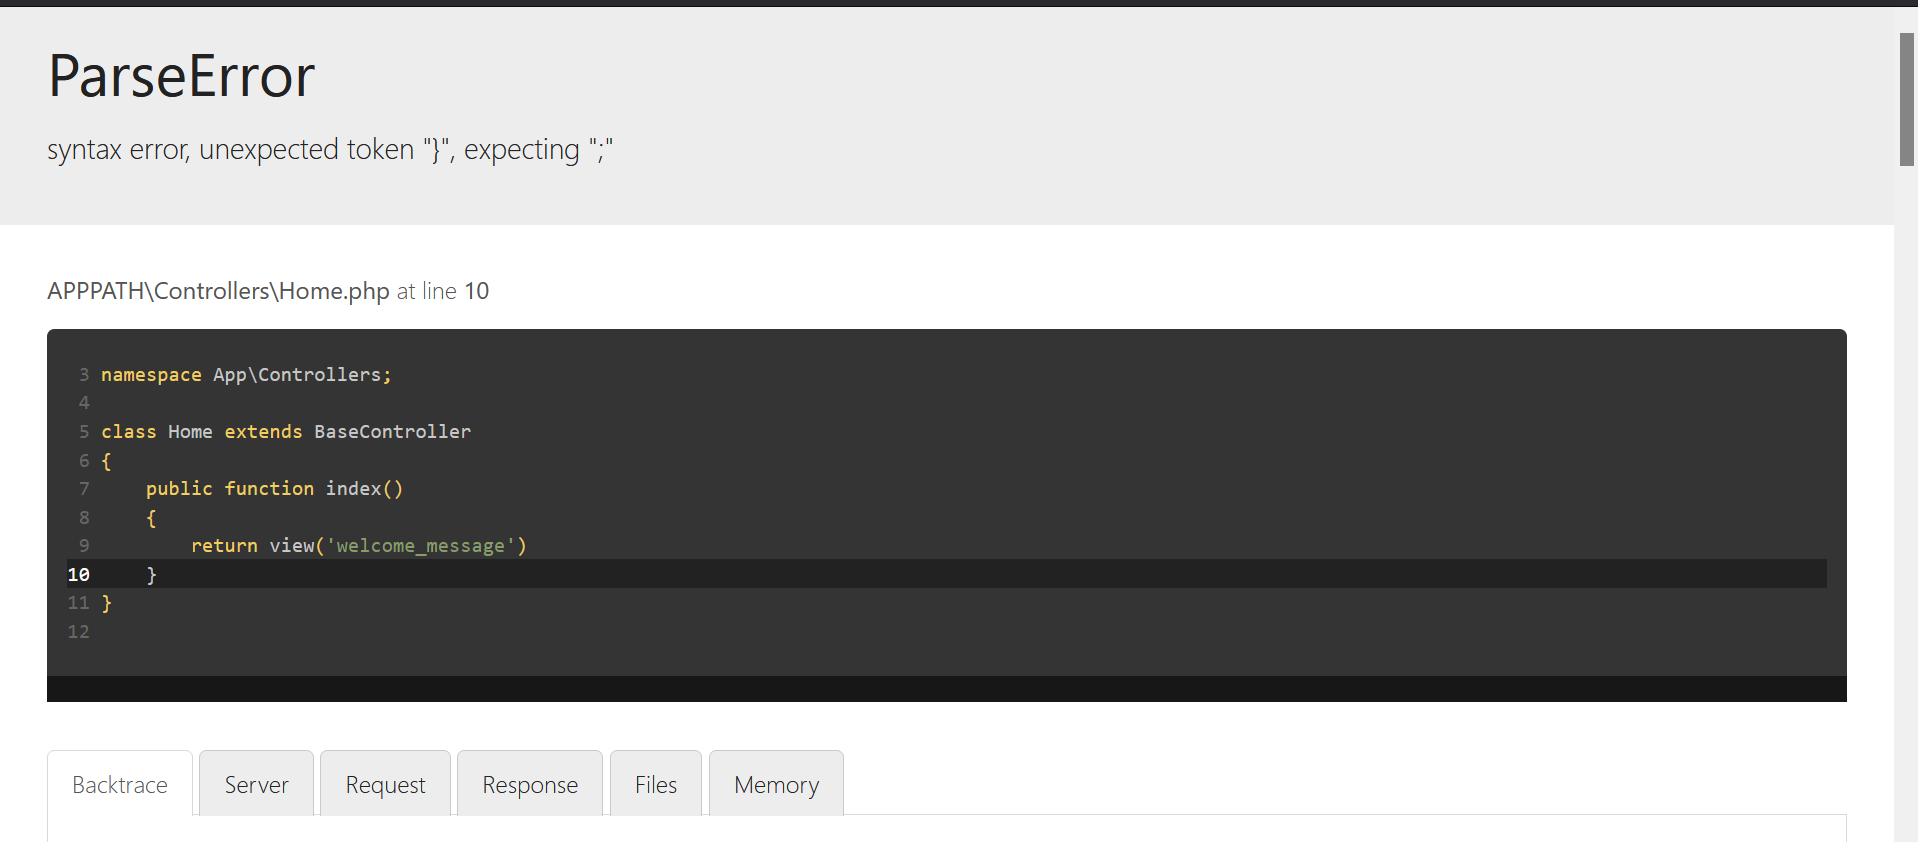 ParseError
syntax error, unexpected token "}", expecting ";"
APPPATH\Controllers\Home.php at line 10
3 namespace App\Controllers;
4
5 class Home extends BaseController
6 {
7     public function index()
8     {
9         return view('welcome_message')
10     }
11 }
12
Backtrace Server Request Response Files Memory